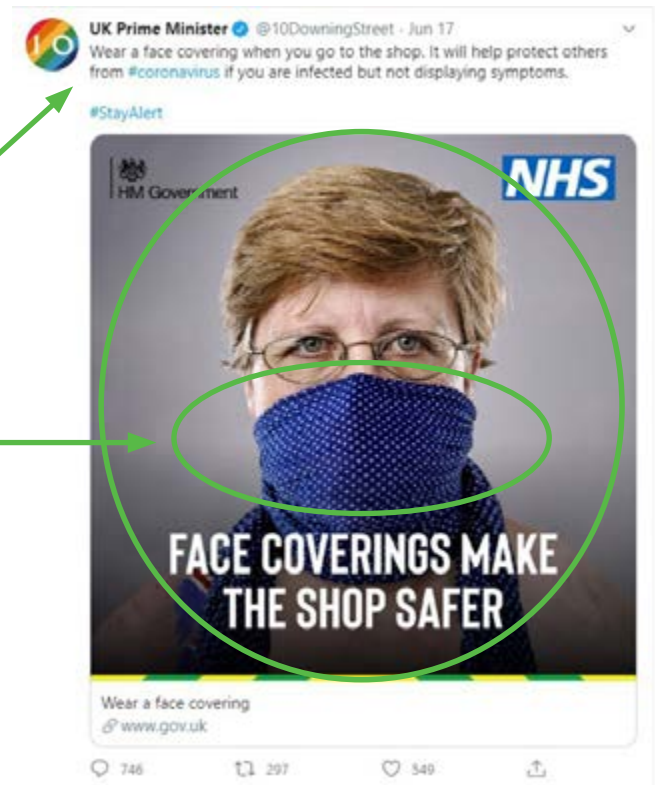 10
UK Prime Minister @10DowningStreet · Jun 17
Wear a face covering when you go to the shop. It will help protect others
from #coronavirus if you are infected but not displaying symptoms.
#StayAlert
HM Government
NHS
FACE COVERINGS MAKE
THE SHOP SAFER
Wear a face covering
www.gov.uk
746 297 549